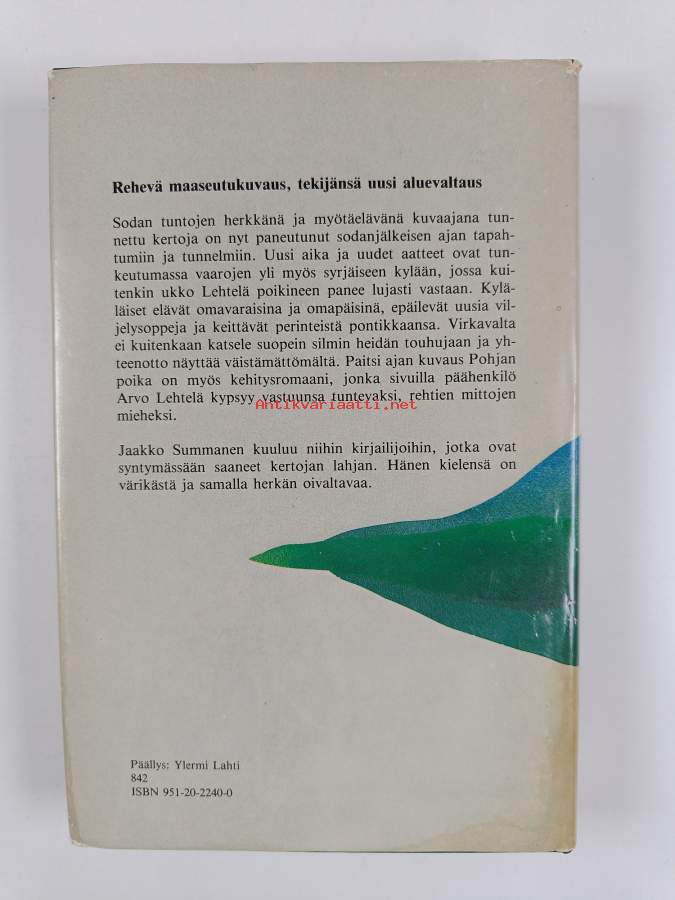 Rehevä maaseutukuvaus, tekijänsä uusi aluevaltaus
Sodan tuntojen herkkänä ja myötäelävänä kuvaajana tun-
nettu kertoja on nyt paneutunut sodanjälkeisen ajan tapah-
tumiin ja tunnelmiin. Uusi aika ja uudet aatteet ovat tun-
keutumassa vaarojen yli myös syrjäiseen kylään, jossa kui-
tenkin ukko Lehtelä poikineen panee lujasti vastaan. Kylä-
läiset elävät omavaraisina ja omapäisinä, epäilevät uusia vil-
jelysoppeja ja keittävät perinteistä pontikkaansa. Virkavalta
ei kuitenkaan katsele suopein silmin heidän touhujaan ja yh-
teenotto näyttää väistämättömältä. Paitsi ajan kuvaus Pohjan
poika on myös kehitysromaani, jonka sivuilla päähenkilö
Arvo Lehtelä kypsyy vastuunsa tuntevaksi, rehtien mittojen
mieheksi.
Antikvariaatti.net
Jaakko Summanen kuuluu niihin kirjailijoihin, jotka ovat
syntymässään saaneet kertojan lahjan. Hänen kielensä on
värikästä ja samalla herkän oivaltavaa.
Päällys: Ylermi Lahti
842
ISBN 951-20-2240-0